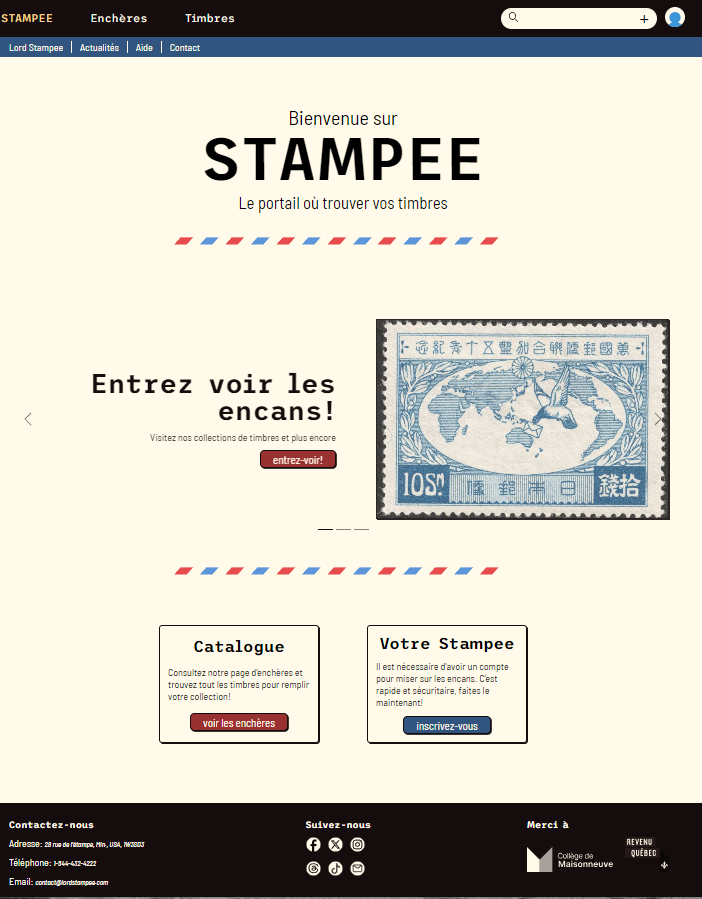 STAMPEE Enchères Timbres +
Lord Stampee Actualités Aide Contact
Bienvenue sur
STAMPEE
Le portail où trouver vos timbres
萬國郵便聯合加盟五十年紀念
Entrez voir les
encans!
Visitez nos collections de timbres et plus encore
entrez-voir!
10Sn.
便郵本日
錢拾
Catalogue
Consultez notre page d'enchères et
trouvez tout les timbres pour remplir
votre collection!
voir les enchères
Votre Stampee
Il est nécessaire d'avoir un compte
pour miser sur les encans. C'est
rapide et sécuritaire, faites le
maintenant!
inscrivez-vous
Contactez-nous
Adresse: 28 rue de l'étampe, Min, USA, 1W3SD3
Téléphone: 1-544-432-4222
Email: contact@lordstampee.com
Suivez-nous
Merci à
Collège de
Maisonneuve
REVENU
QUÉBEC